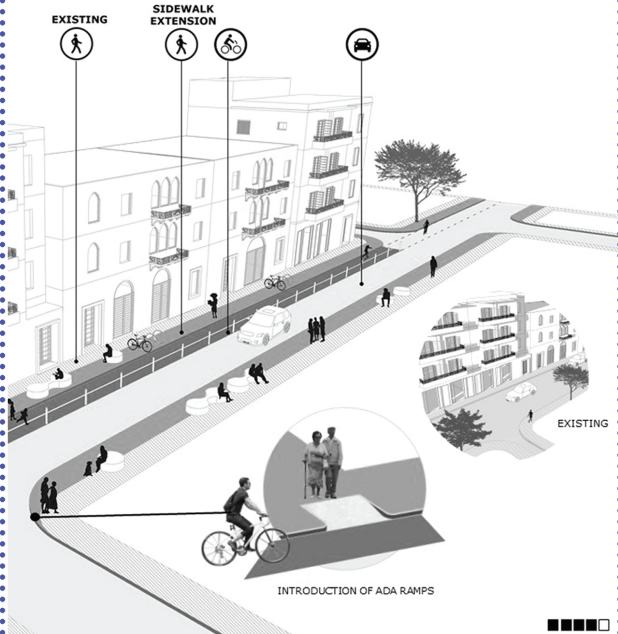 EXISTING
SIDEWALK
EXTENSION
EXISTING
INTRODUCTION OF ADA RAMPS